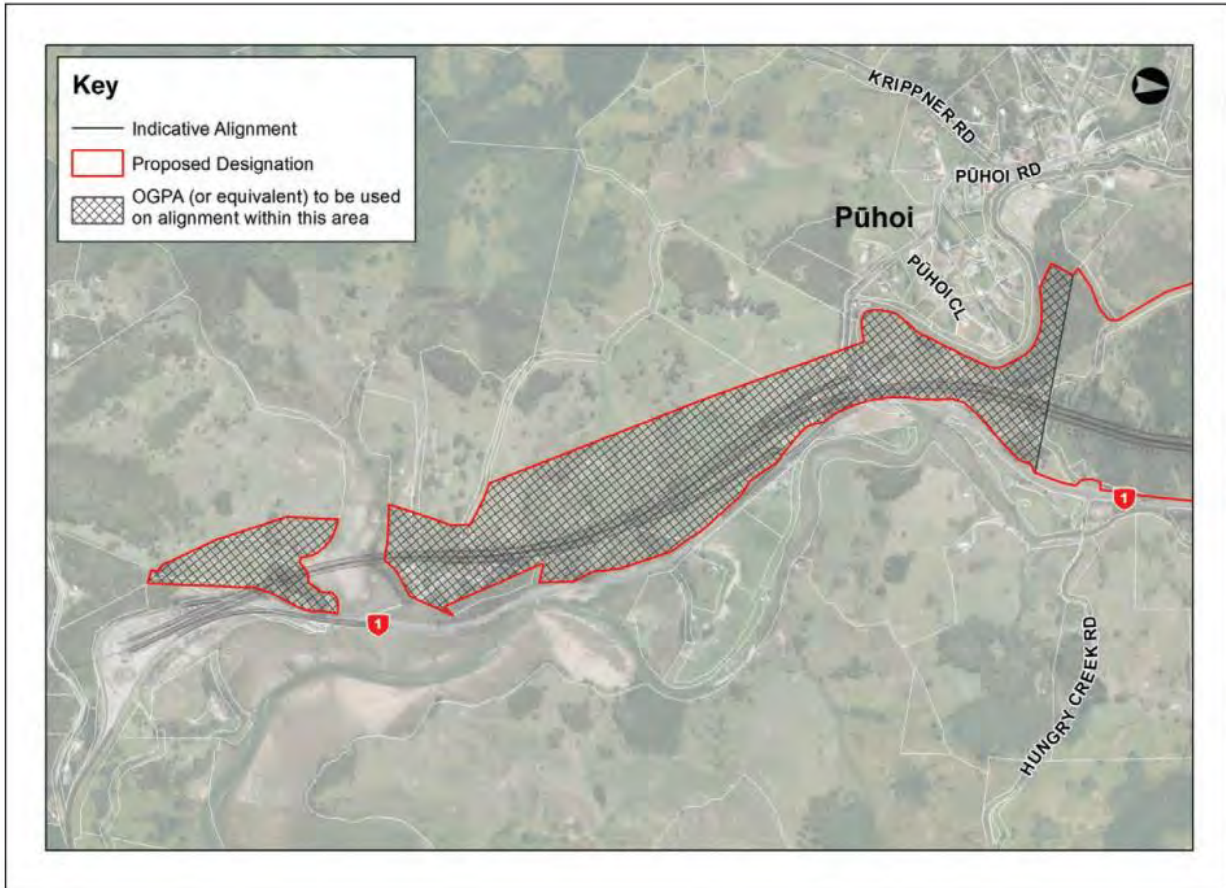 Key
Indicative Alignment
Proposed Designation
OGPA (or equivalent) to be used
on alignment within this area
KRIPPNER RD
PŪHOI RD
Pūhoi
PŪHOI CL
1
1
HUNGRY CREEK RD